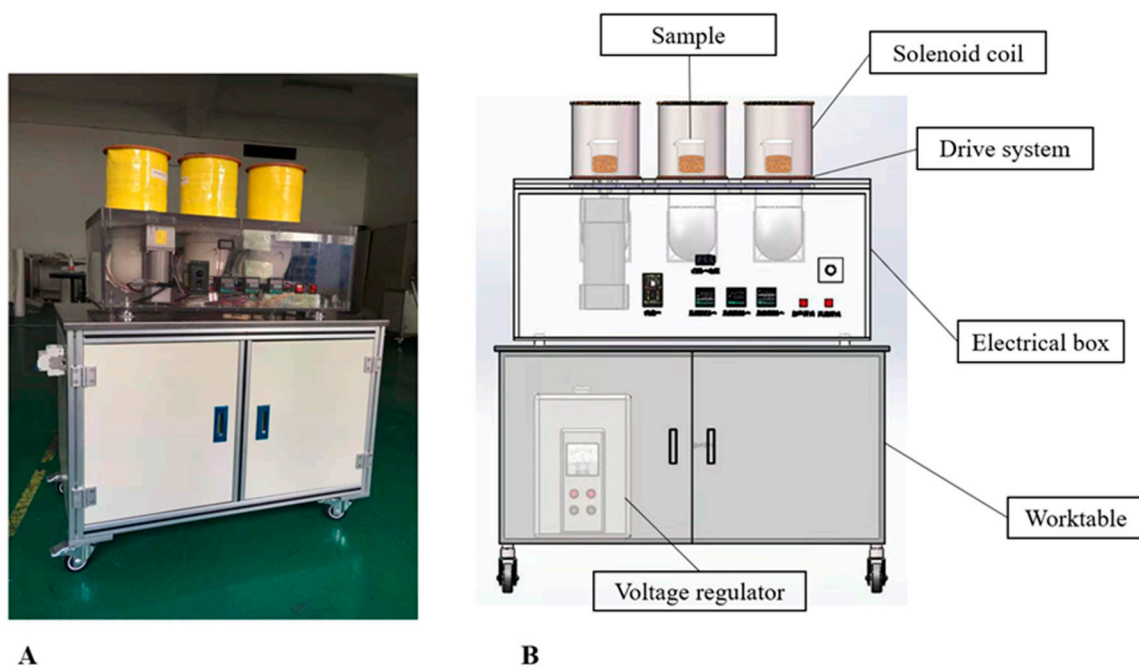 Sample
Solenoid coil
Drive system
Electrical box
Worktable
Voltage regulator
A
B